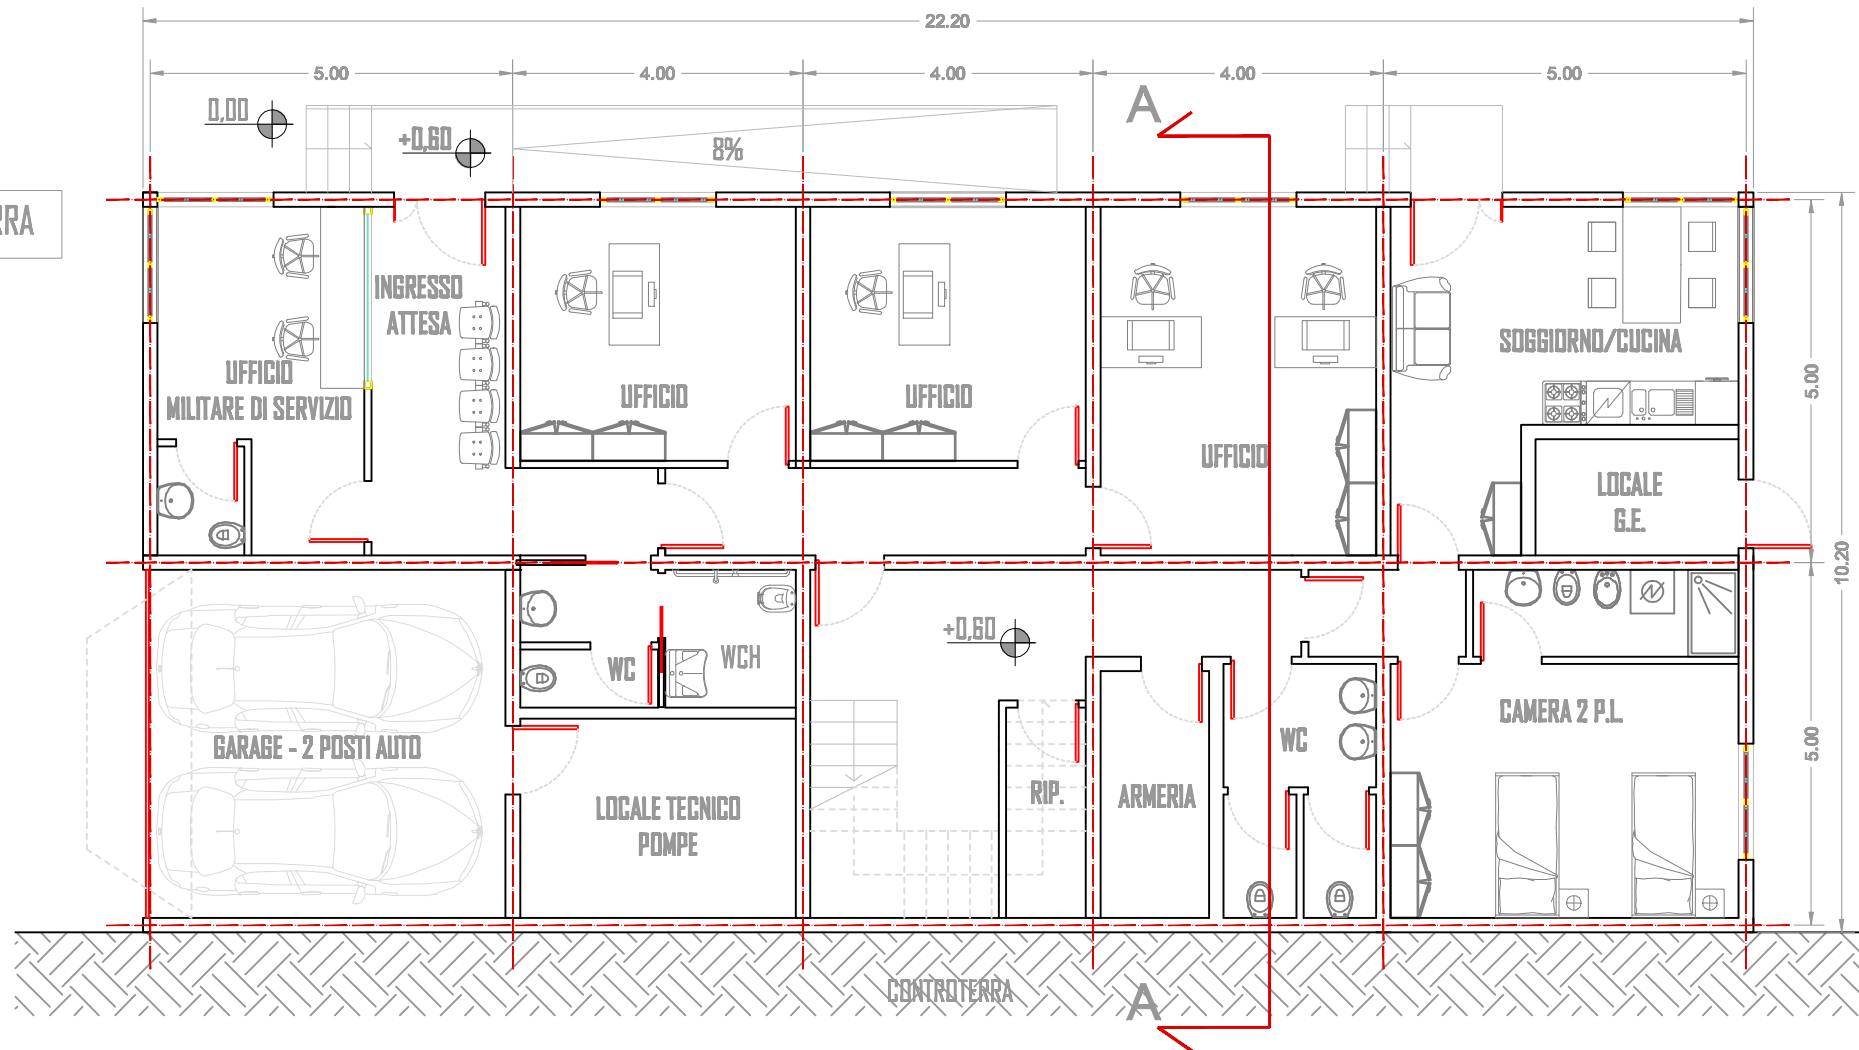 22.20
5.00
4.00
4.00
4.00
5.00
A
0,00
+0,60
8%
RRA
INGRESSO
ATTESA
UFFICIO
MILITARE DI SERVIZIO
UFFICIO
UFFICIO
UFFICIO
SOGGIORNO/CUCINA
LOCALE
G.E.
5.00
10.20
+0,60
WC
WCH
GARAGE - 2 POSTI AUTO
LOCALE TECNICO
POMPE
RIP.
ARMERIA
WC
CAMERA 2 P.L.
5.00
CONTROTERRA
A